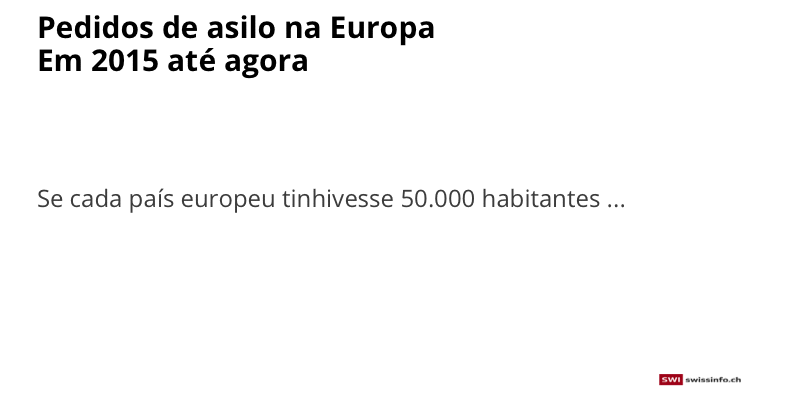 Pedidos de asilo na Europa
Em 2015 até agora
Se cada país europeu tinhivesse 50.000 habitantes ...
SWI swissinfo.ch